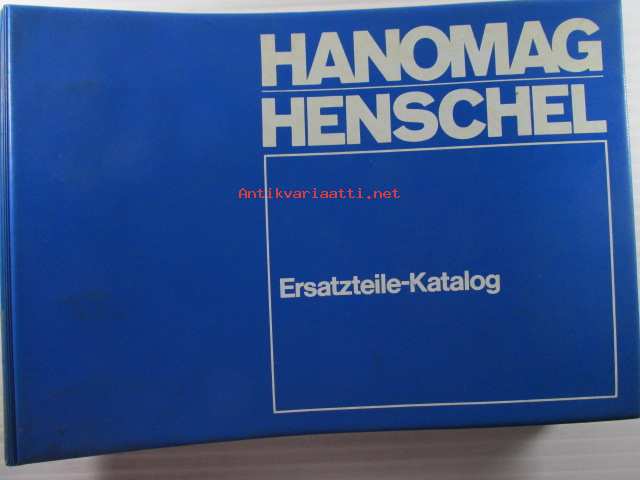 HANOMAG
HENSCHEL
Antikvariaatti.net
Ersatzteile-Katalog